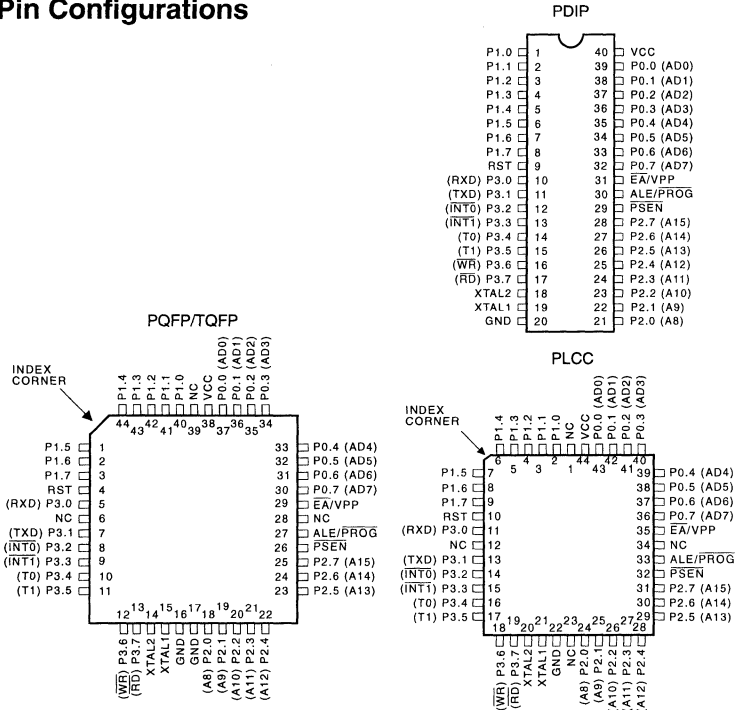 Pin Configurations
PDIP
P1.0 1 40 VCC
P1.1 2 39 P0.0 (AD0)
P1.2 3 38 P0.1 (AD1)
P1.3 4 37 P0.2 (AD2)
P1.4 5 36 P0.3 (AD3)
P1.5 6 35 P0.4 (AD4)
P1.6 7 34 P0.5 (AD5)
P1.7 8 33 P0.6 (AD6)
RST 9 32 P0.7 (AD7)
(RXD) P3.0 10 31 EA/VPP
(TXD) P3.1 11 30 ALE/PROG
(INT0) P3.2 12 29 PSEN
(INT1) P3.3 13 28 P2.7 (A15)
(T0) P3.4 14 27 P2.6 (A14)
(T1) P3.5 15 26 P2.5 (A13)
(WR) P3.6 16 25 P2.4 (A12)
(RD) P3.7 17 24 P2.3 (A11)
XTAL2 18 23 P2.2 (A10)
XTAL1 19 22 P2.1 (A9)
GND 20 21 P2.0 (A8)
PQFP/TQFP
INDEX
CORNER
P1.4 P1.3 P1.2 P1.1 P1.0 NC VCC P0.0 (AD0) P0.1 (AD1) P0.2 (AD2) P0.3 (AD3)
44 43 42 41 40 39 38 37 36 35 34
P1.5 1 33 P0.4 (AD4)
P1.6 2 32 P0.5 (AD5)
P1.7 3 31 P0.6 (AD6)
RST 4 30 P0.7 (AD7)
(RXD) P3.0 5 29 EA/VPP
NC 6 28 NC
(TXD) P3.1 7 27 ALE/PROG
(INT0) P3.2 8 26 PSEN
(INT1) P3.3 9 25 P2.7 (A15)
(T0) P3.4 10 24 P2.6 (A14)
(T1) P3.5 11 23 P2.5 (A13)
12 13 14 15 16 17 18 19 20 21 22
(WR) P3.6 (RD) P3.7 XTAL2 XTAL1 GND GND (A8) P2.0 (A9) P2.1 (A10) P2.2 (A11) P2.3 (A12) P2.4
PLCC
INDEX
CORNER
P1.4 P1.3 P1.2 P1.1 P1.0 NC VCC P0.0 (AD0) P0.1 (AD1) P0.2 (AD2) P0.3 (AD3)
6 5 4 3 2 1 44 43 42 41 40
P1.5 7 39 P0.4 (AD4)
P1.6 8 38 P0.5 (AD5)
P1.7 9 37 P0.6 (AD6)
RST 10 36 P0.7 (AD7)
(RXD) P3.0 11 35 EA/VPP
NC 12 34 NC
(TXD) P3.1 13 33 ALE/PROG
(INT0) P3.2 14 32 PSEN
(INT1) P3.3 15 31 P2.7 (A15)
(T0) P3.4 16 30 P2.6 (A14)
(T1) P3.5 17 29 P2.5 (A13)
18 19 20 21 22 23 24 25 26 27 28
(WR) P3.6 (RD) P3.7 XTAL2 XTAL1 GND NC (A8) P2.0 (A9) P2.1 (A10) P2.2 (A11) P2.3 (A12) P2.4